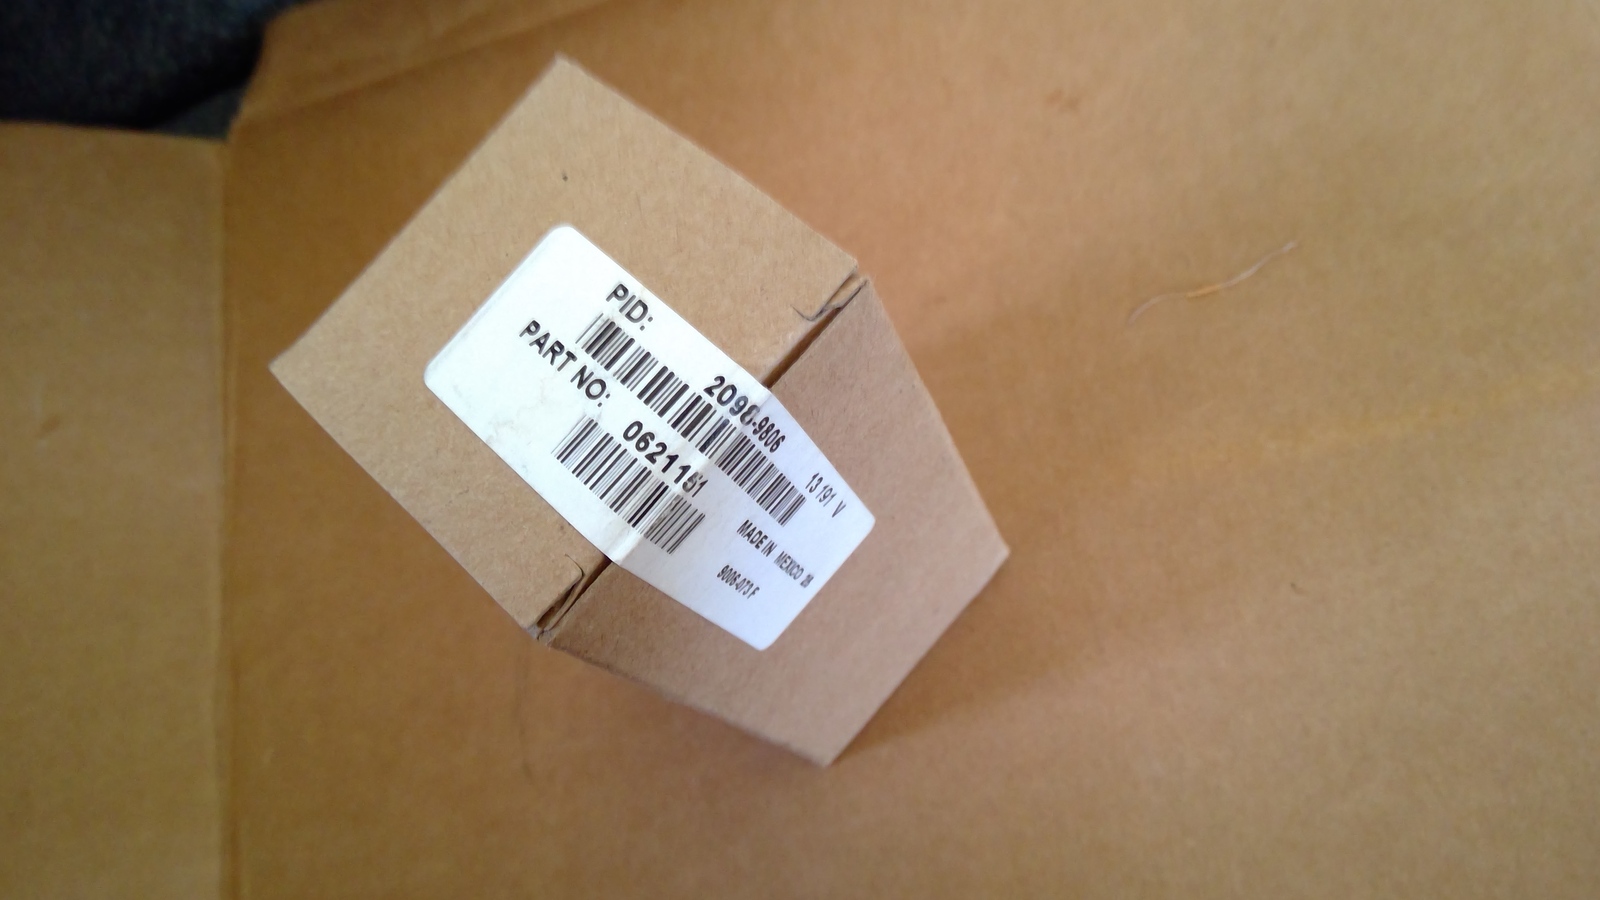 PID:
2098-9806
PART NO:
0621151
13 191 V
MADE IN MEXICO
9006-073 F